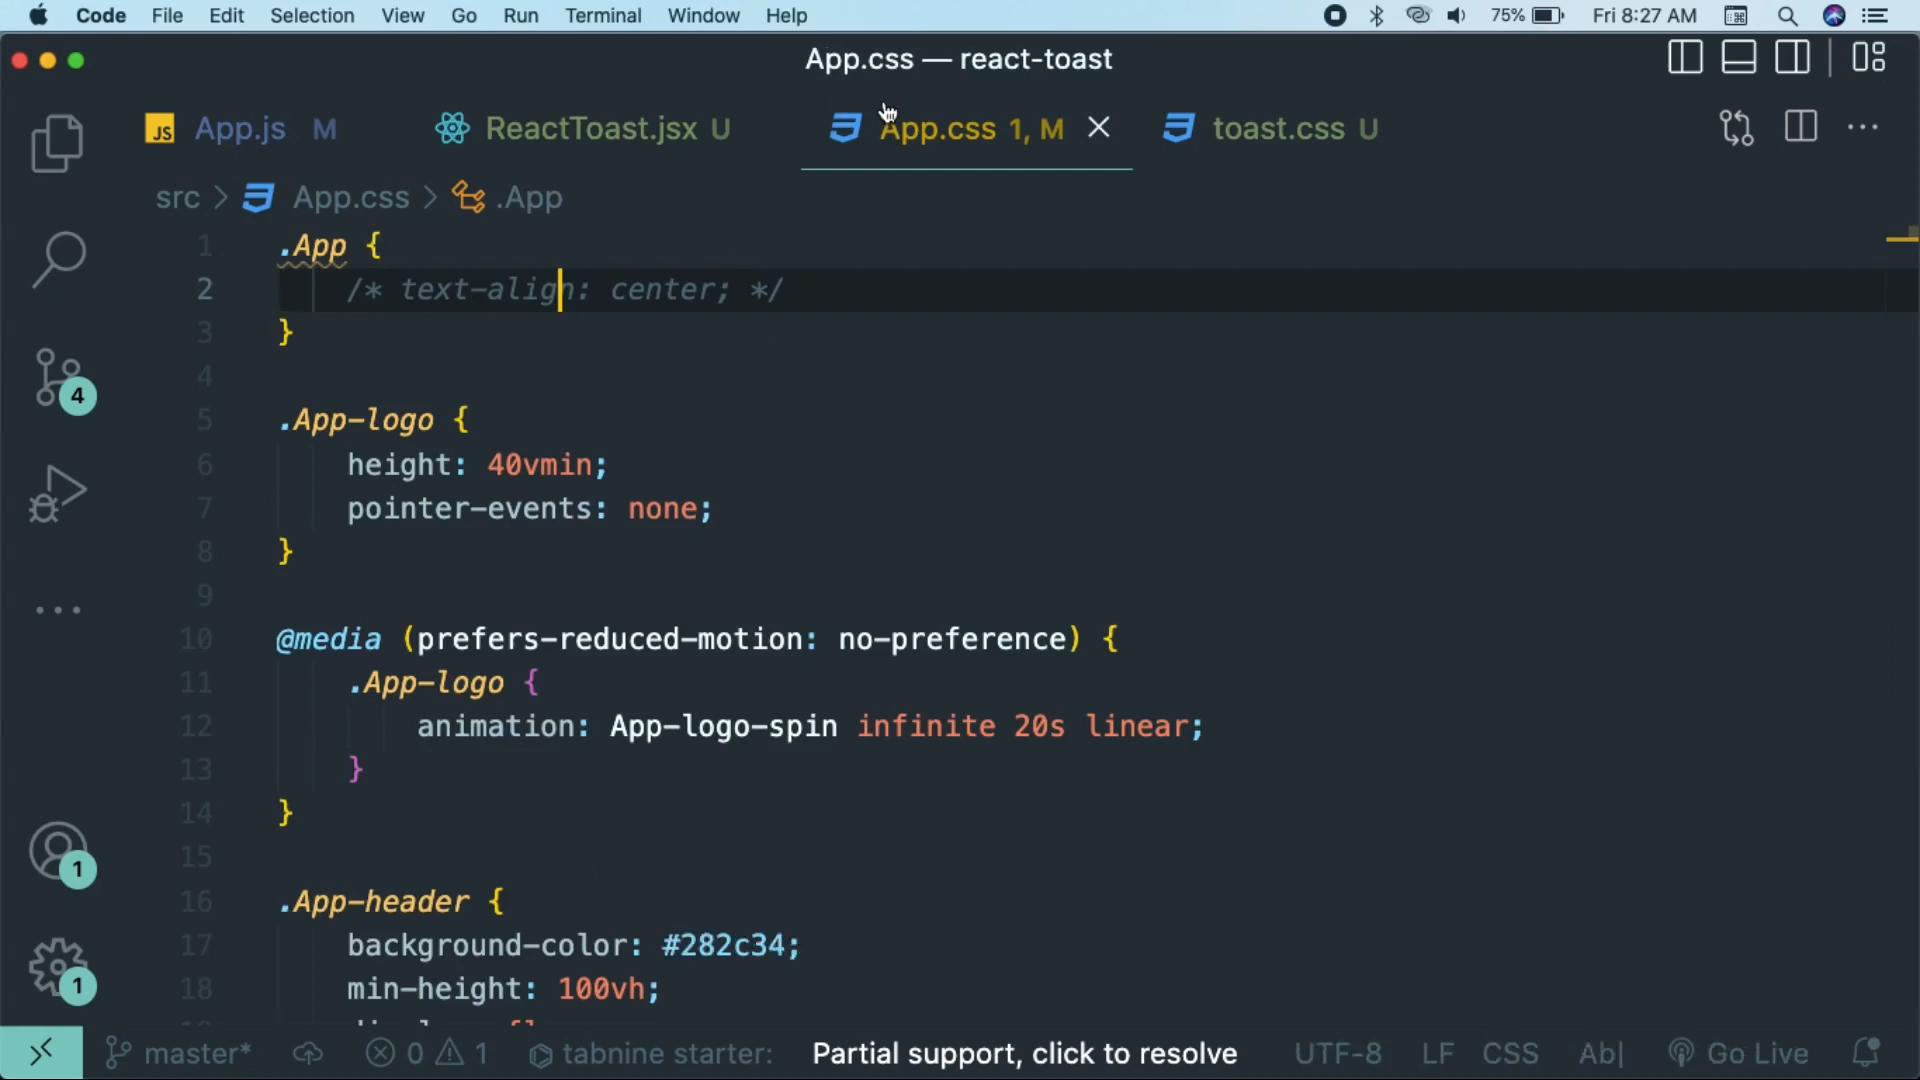 Code File Edit Selection View Go Run Terminal Window Help 75% Fri 8:27 AM
App.css — react-toast
JS App.js M ReactToast.jsx U App.css 1, M toast.css U
src > App.css > .App
1 .App {
2 /* text-align: center; */
3 }
4
5 .App-logo {
6 height: 40vmin;
7 pointer-events: none;
8 }
9
10 @media (prefers-reduced-motion: no-preference) {
11 .App-logo {
12 animation: App-logo-spin infinite 20s linear;
13 }
14 }
15
16 .App-header {
17 background-color: #282c34;
18 min-height: 100vh;
4
1
1
master* 0 1 tabnine starter: Partial support, click to resolve UTF-8 LF CSS Ab| Go Live